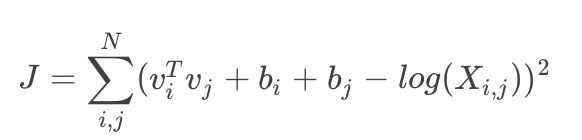 J = \sum_{i,j}^{N} (v_i^T v_j + b_i + b_j - log(X_{i,j}))^2